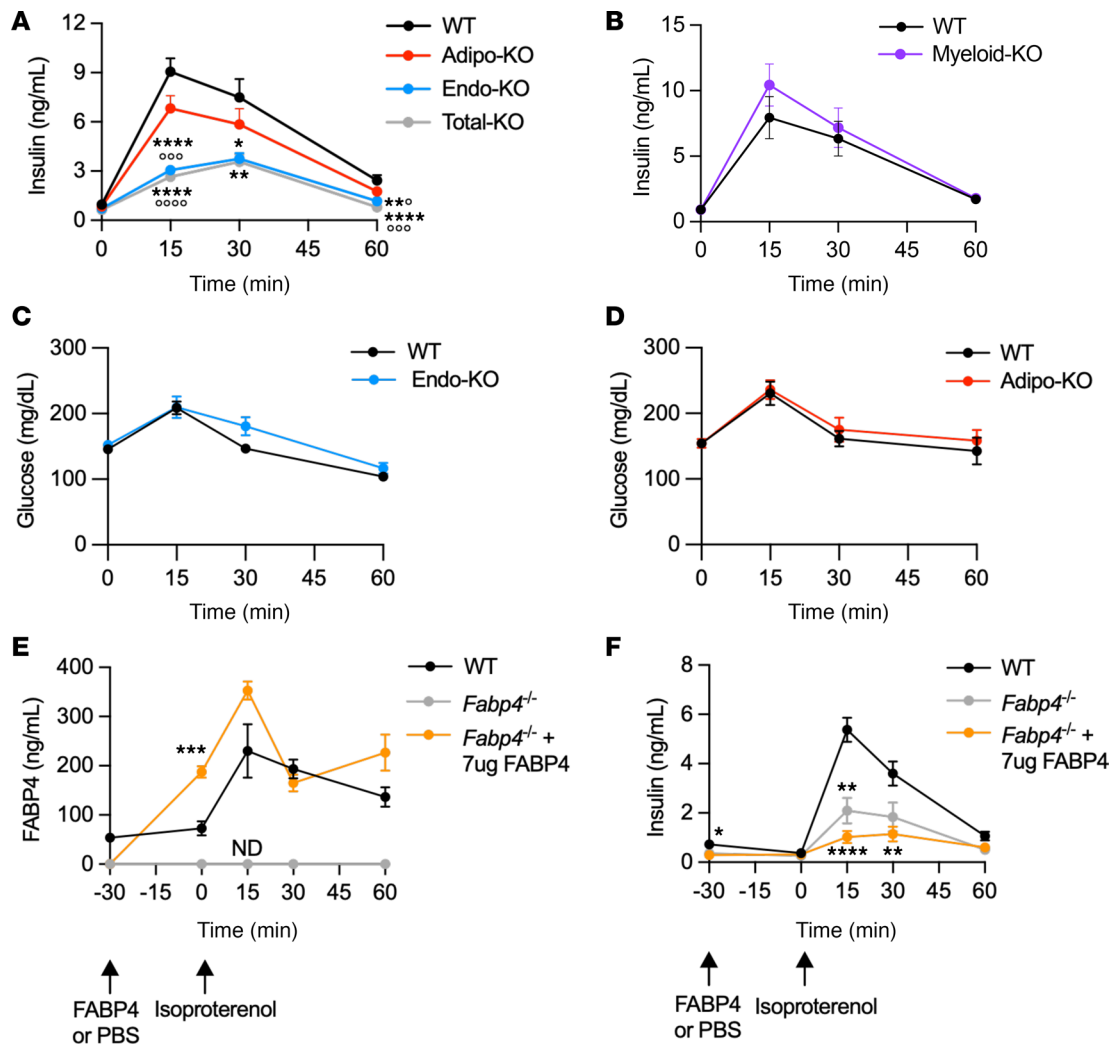 A
Insulin (ng/mL)
12
9
6
3
0
0 15 30 45 60
Time (min)
WT
Adipo-KO
Endo-KO
Total-KO
****
°°°
*
****
°°°°
**
**°
****
°°°
B
Insulin (ng/mL)
15
10
5
0
0 15 30 45 60
Time (min)
WT
Myeloid-KO
C
Glucose (mg/dL)
300
200
100
0
0 15 30 45 60
Time (min)
WT
Endo-KO
D
Glucose (mg/dL)
300
200
100
0
0 15 30 45 60
Time (min)
WT
Adipo-KO
E
FABP4 (ng/mL)
400
300
200
100
0
-30 -15 0 15 30 45 60
Time (min)
WT
Fabp4-/-
Fabp4-/- +
7ug FABP4
***
ND
FABP4
or PBS
Isoproterenol
F
Insulin (ng/mL)
8
6
4
2
0
-30 -15 0 15 30 45 60
Time (min)
WT
Fabp4-/-
Fabp4-/- +
7ug FABP4
*
**
****
**
FABP4
or PBS
Isoproterenol